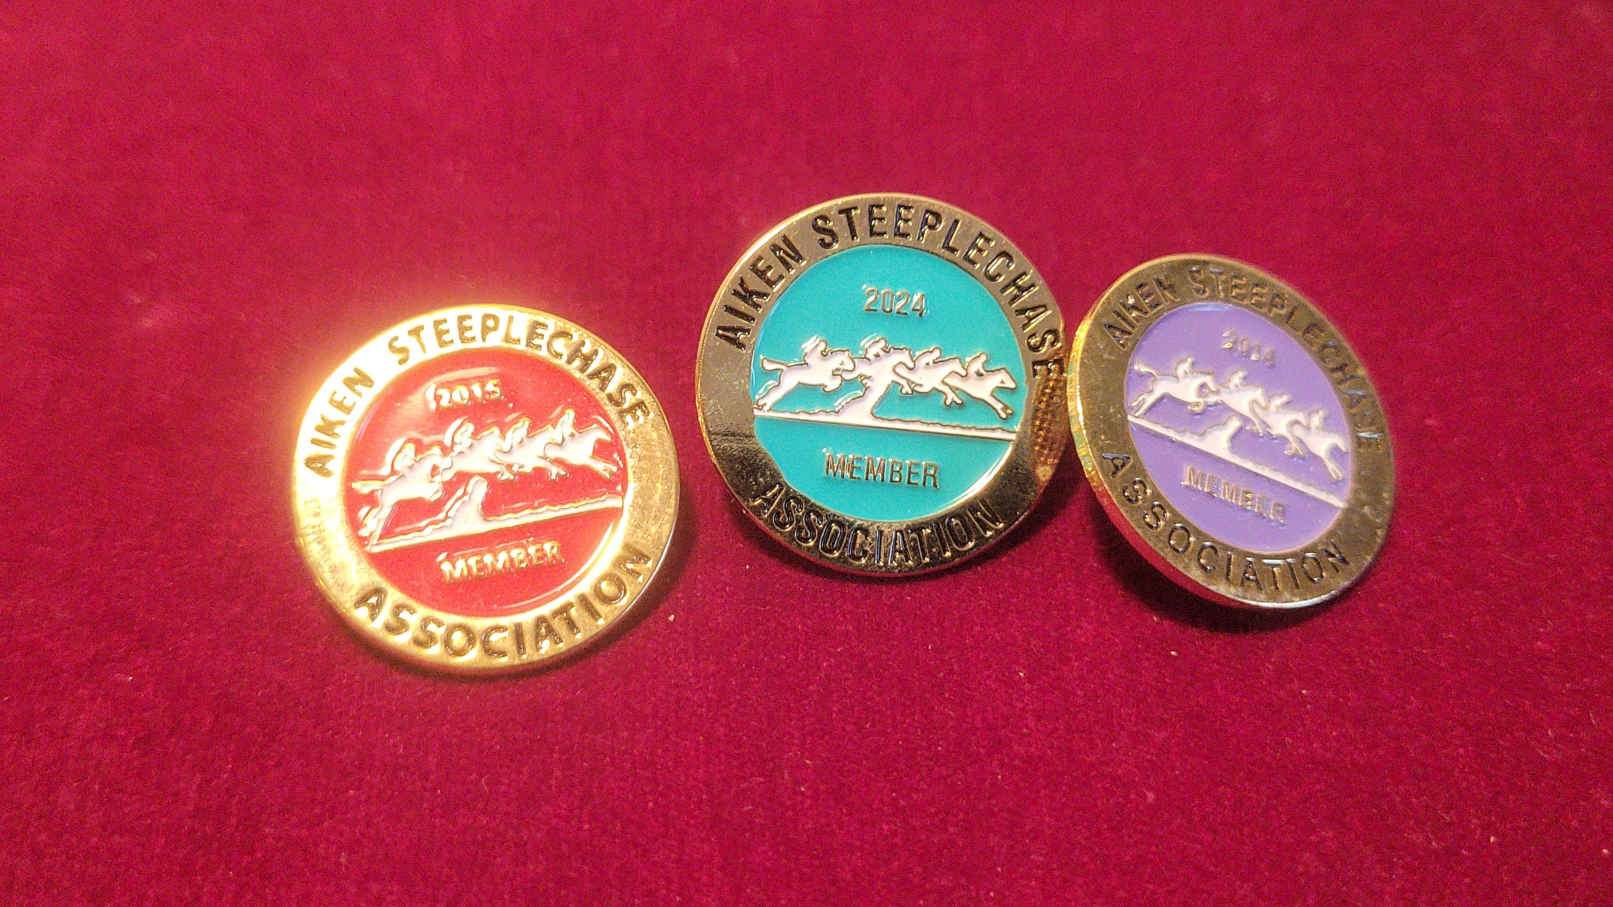 AIKEN STEEPLECHASE
2015
MEMBER
ASSOCIATION
AIKEN STEEPLECHASE
2024
MEMBER
ASSOCIATION
AIKEN STEEPLECHASE
MEMBER
ASSOCIATION